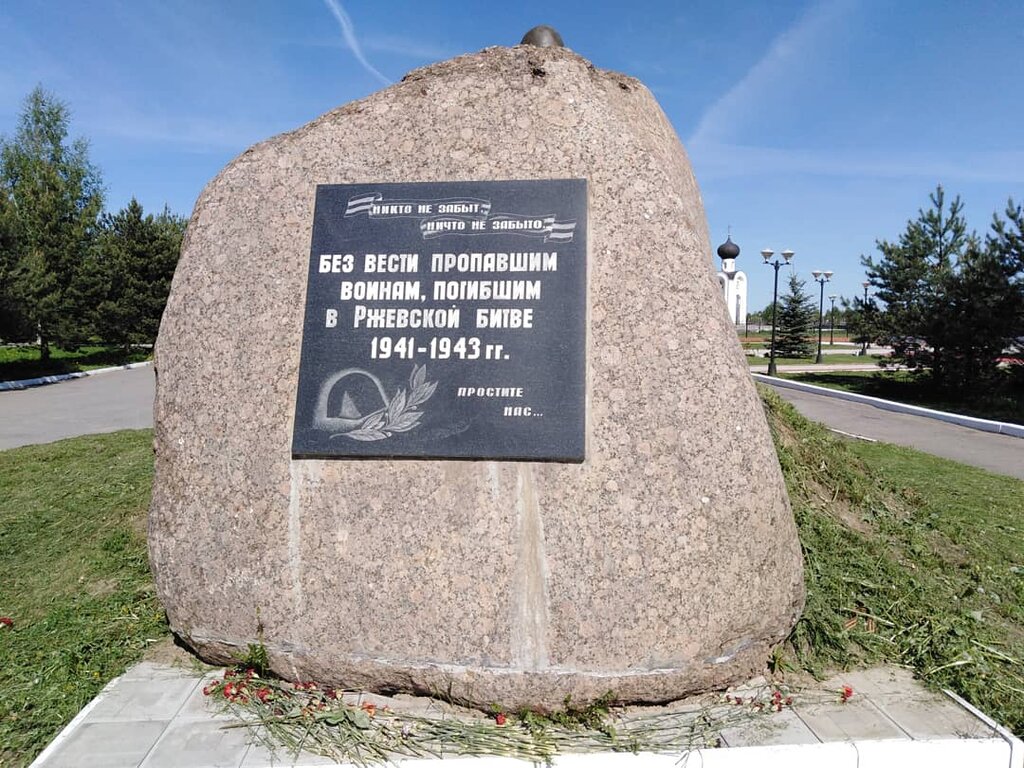 НИКТО НЕ ЗАБЫТ,
НИЧТО НЕ ЗАБЫТО.
БЕЗ ВЕСТИ ПРОПАВШИМ
ВОИНАМ, ПОГИБШИМ
В РЖЕВСКОЙ БИТВЕ
1941-1943 гг.
ПРОСТИТЕ
НАС...